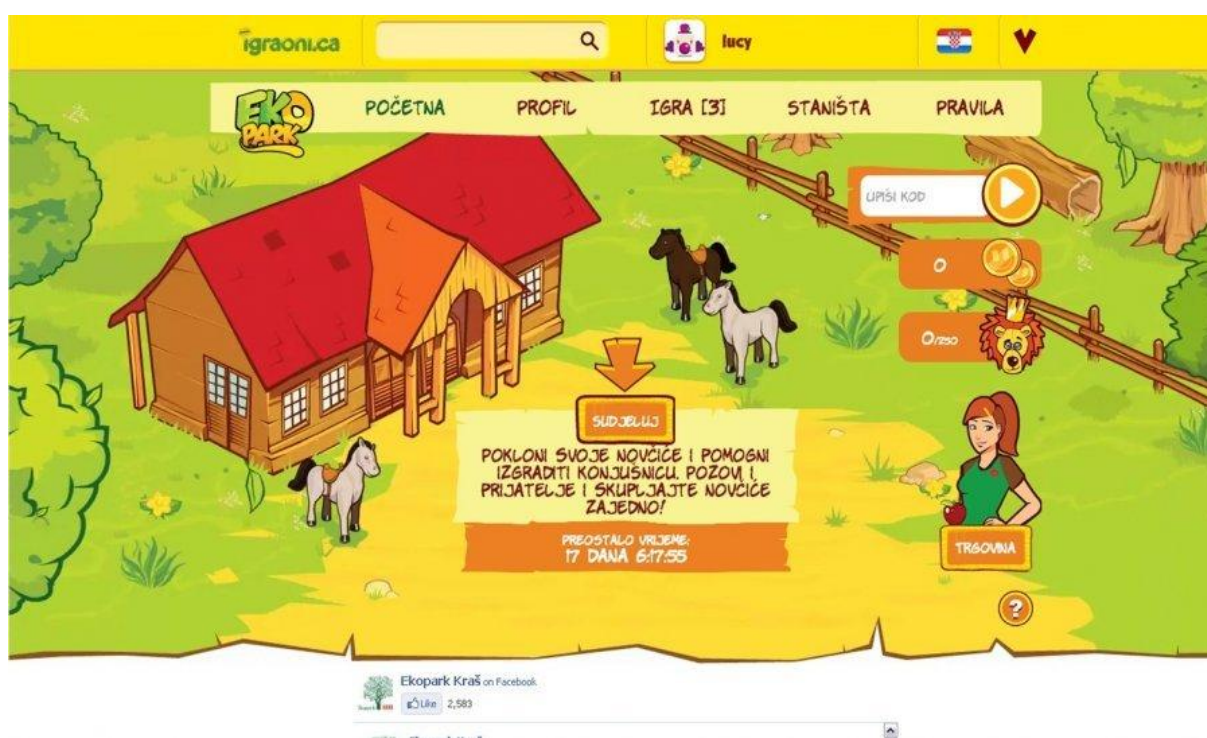 igraoni.ca
lucy
EKO PARK
POČETNA
PROFIL
IGRA [3]
STANIŠTA
PRAVILA
UPIŠI KOD
0
0/250
SUDJELUJ
POKLONI SVOJE NOVČIĆE I POMOGNI
IZGRADITI KONJUŠNICU. POZOVI I
PRIJATELJE I SKUPLJAJTE NOVČIĆE
ZAJEDNO!
PREOSTALO VRIJEME:
17 DANA 6:17:55
TRGOVINA
?
Ekopark Kraš on Facebook
Like 2,583